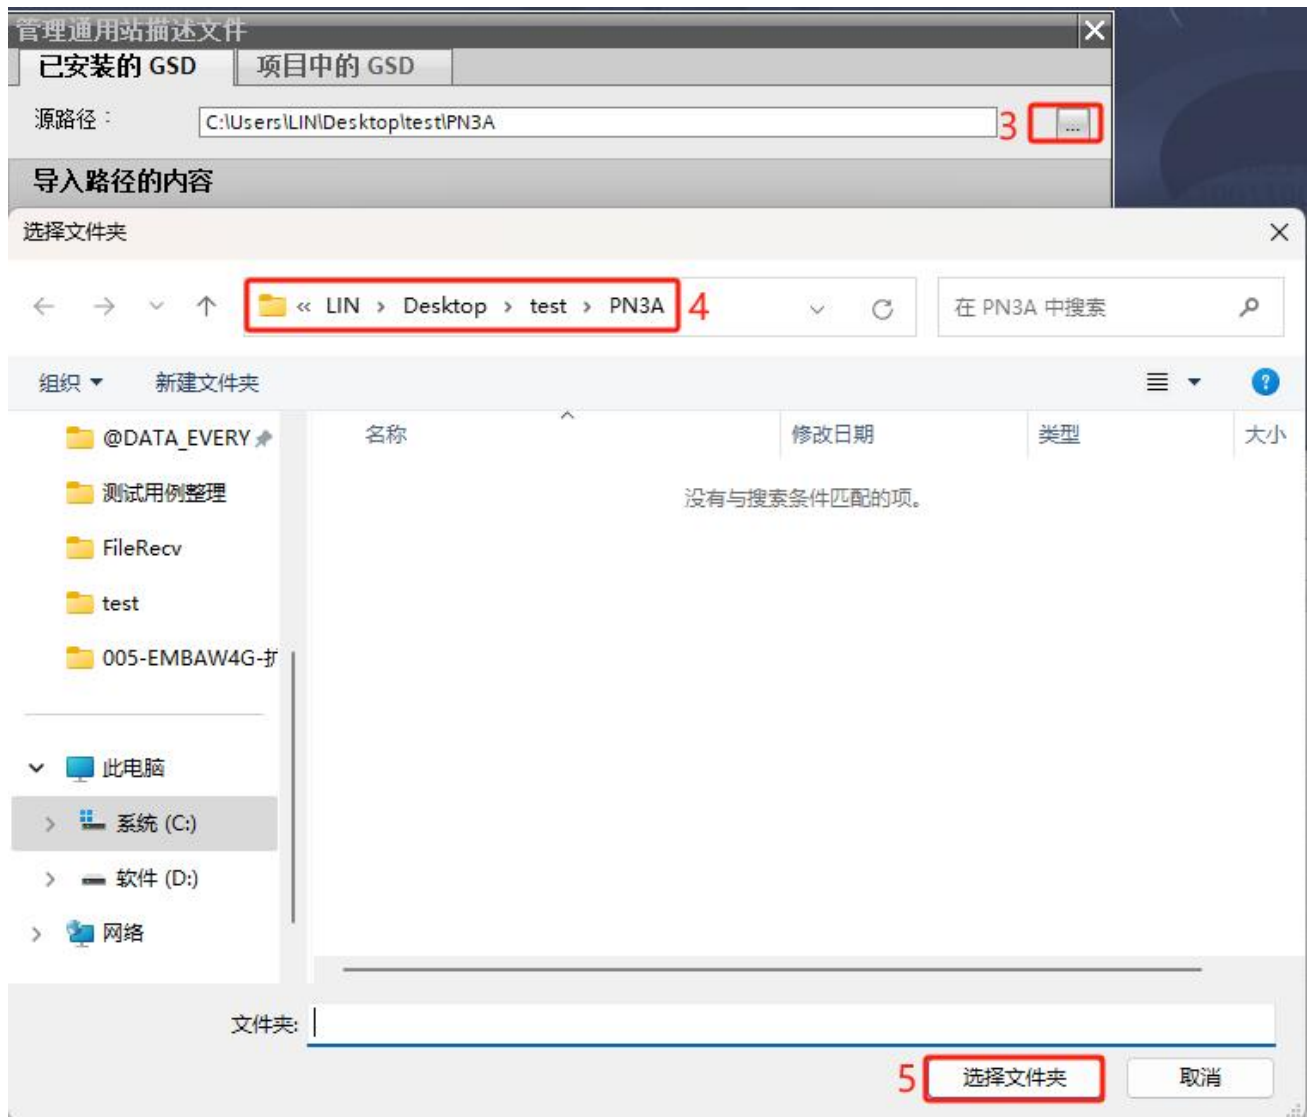 管理通用站描述文件
已安装的 GSD 项目中的 GSD
源路径： C:\Users\LIN\Desktop\test\PN3A 3 ...
导入路径的内容
选择文件夹
« LIN > Desktop > test > PN3A 4 在 PN3A 中搜索
组织 新建文件夹
@DATA_EVERY 名称 修改日期 类型 大小
没有与搜索条件匹配的项。
测试用例整理
FileRecv
test
005-EMBAW4G-扩
此电脑
系统 (C:)
软件 (D:)
网络
文件夹:
5 选择文件夹 取消